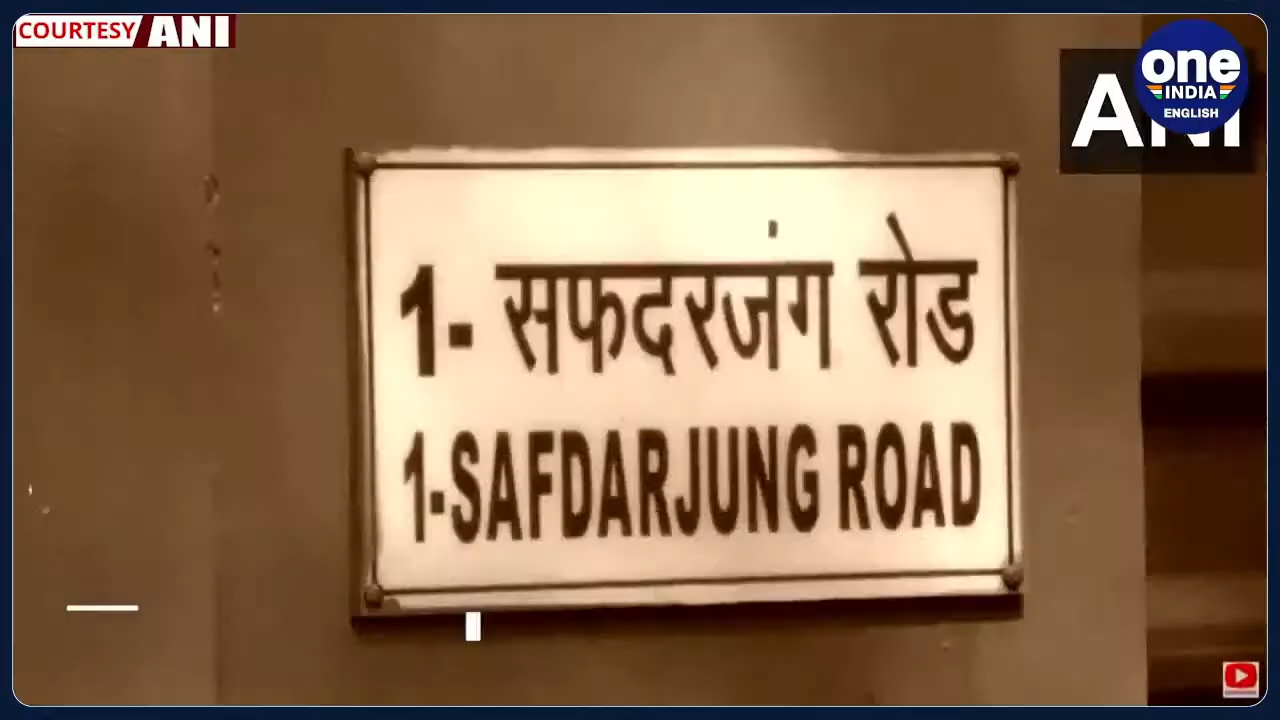 COURTESY ANI
one
INDIA
ENGLISH
ANI
1- सफदरजंग रोड
1-SAFDARJUNG ROAD